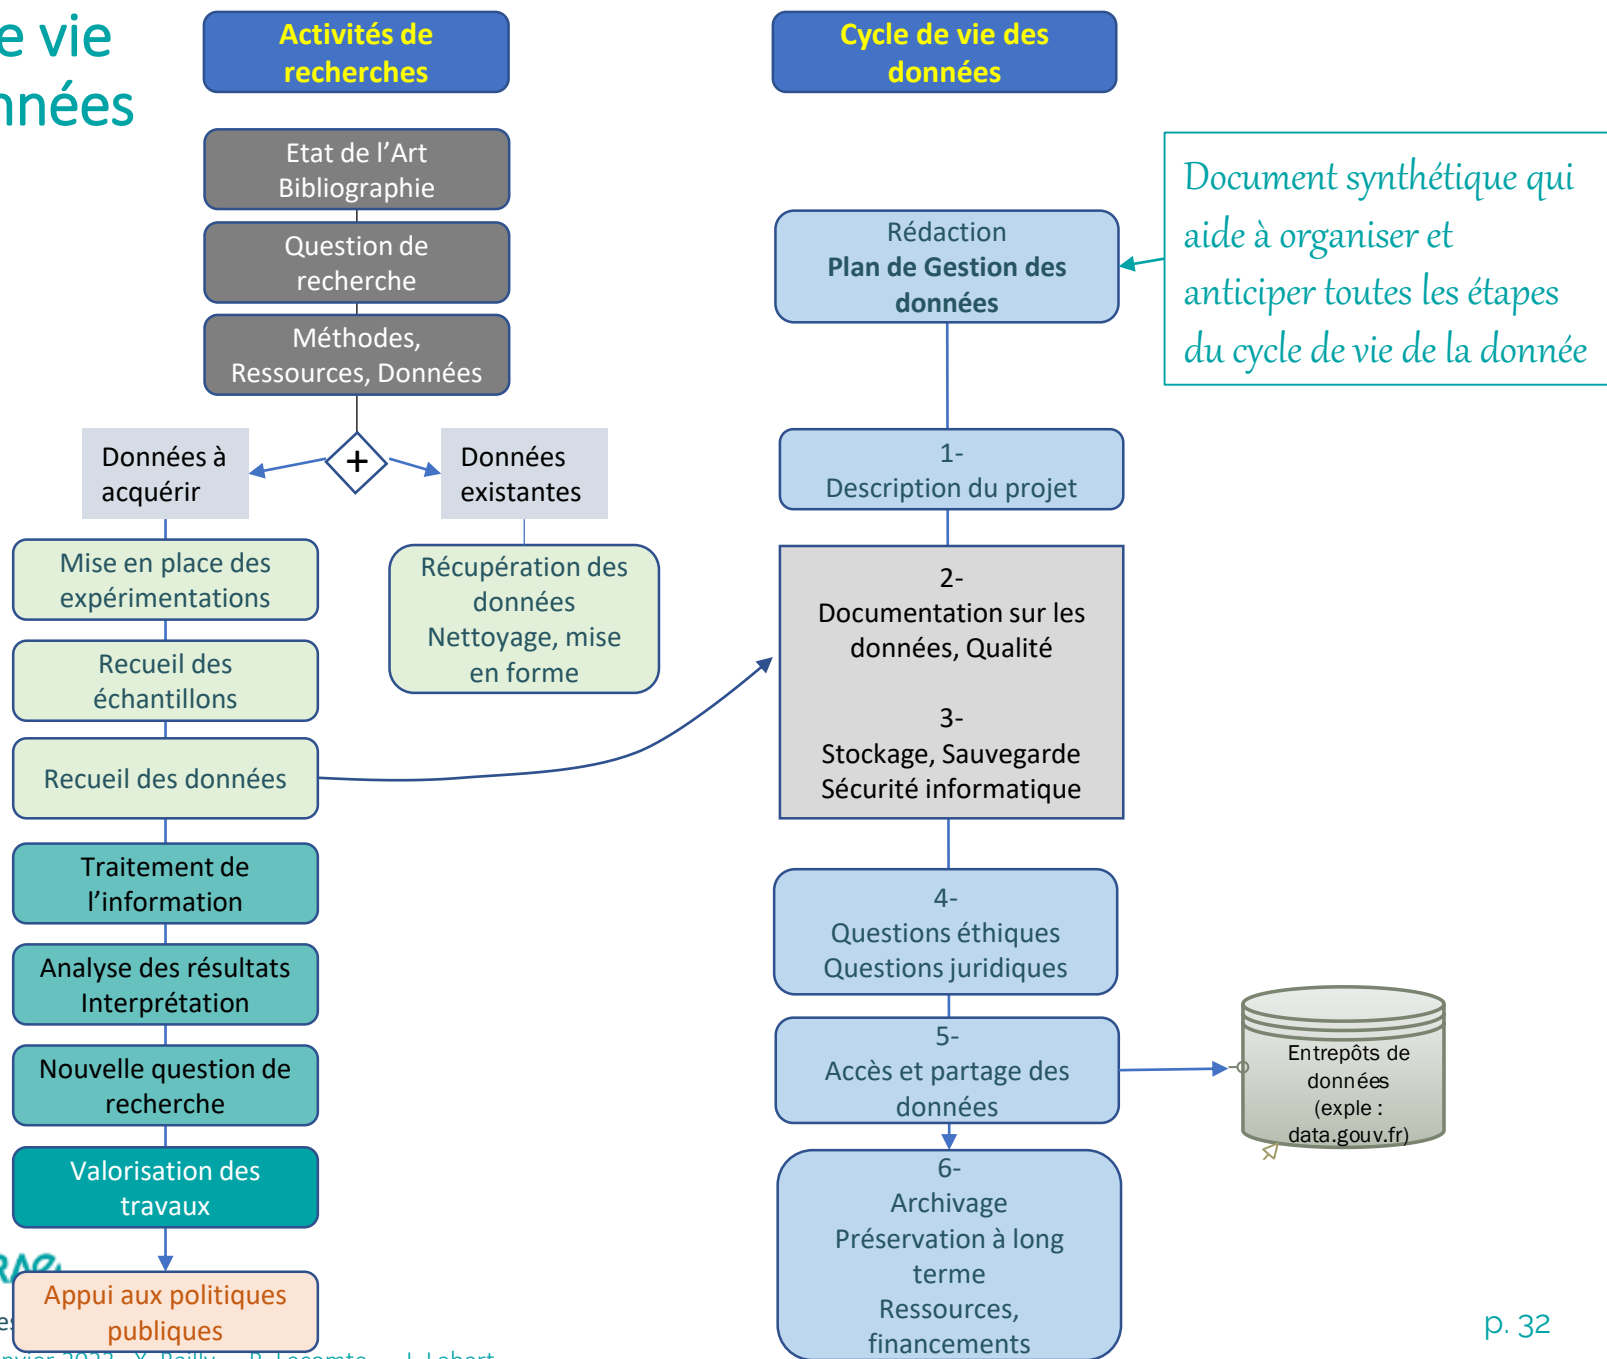 e vie
nnées
Activités de
recherches
Cycle de vie des
données
Etat de l’Art
Bibliographie
Question de
recherche
Méthodes,
Ressources, Données
+
Données à
acquérir
Données
existantes
Mise en place des
expérimentations
Récupération des
données
Nettoyage, mise
en forme
Recueil des
échantillons
Recueil des données
Traitement de
l’information
Analyse des résultats
Interprétation
Nouvelle question de
recherche
Valorisation des
travaux
Appui aux politiques
publiques
Rédaction
Plan de Gestion des
données
Document synthétique qui
aide à organiser et
anticiper toutes les étapes
du cycle de vie de la donnée
1-
Description du projet
2-
Documentation sur les
données, Qualité
3-
Stockage, Sauvegarde
Sécurité informatique
4-
Questions éthiques
Questions juridiques
5-
Accès et partage des
données
Entrepôts de
données
(exple :
data.gouv.fr)
6-
Archivage
Préservation à long
terme
Ressources,
financements
p. 32